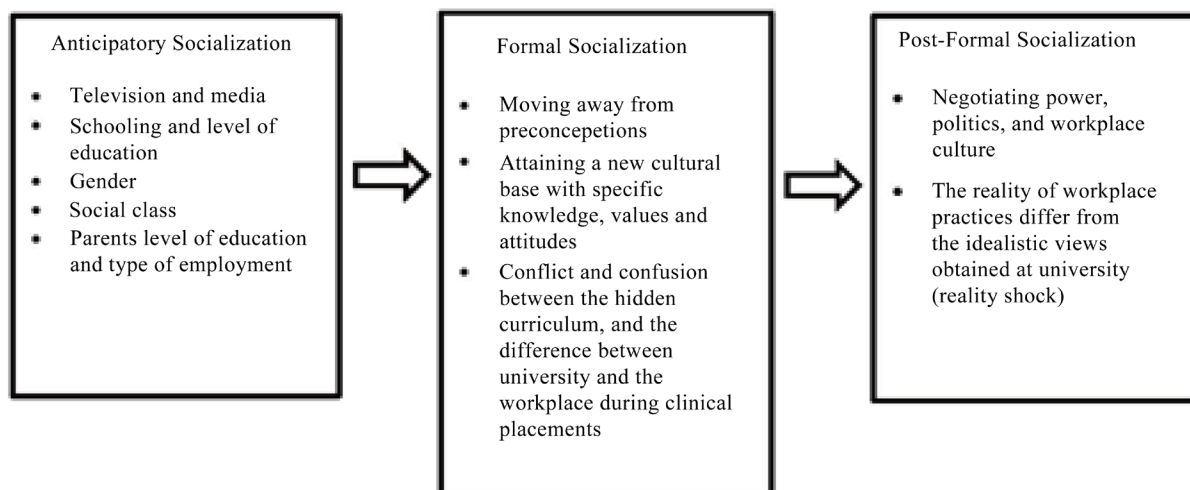 Anticipatory Socialization
• Television and media
• Schooling and level of
education
• Gender
• Social class
• Parents level of education
and type of employment
Formal Socialization
• Moving away from
preconcepetions
• Attaining a new cultural
base with specific
knowledge, values and
attitudes
• Conflict and confusion
between the hidden
curriculum, and the
difference between
university and the
workplace during clinical
placements
Post-Formal Socialization
• Negotiating power,
politics, and workplace
culture
• The reality of workplace
practices differ from
the idealistic views
obtained at university
(reality shock)